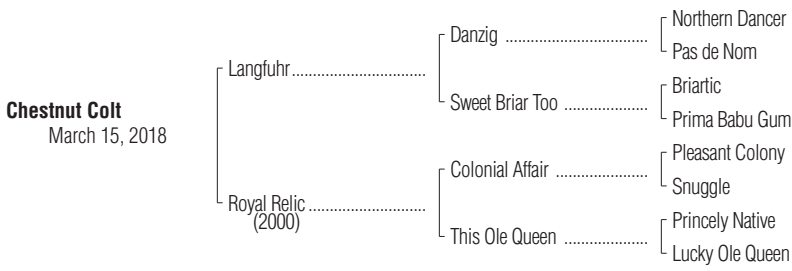 Chestnut Colt
March 15, 2018
Langfuhr
Royal Relic
(2000)
Danzig
Sweet Briar Too
Colonial Affair
This Ole Queen
Northern Dancer
Pas de Nom
Briartic
Prima Babu Gum
Pleasant Colony
Snuggle
Princely Native
Lucky Ole Queen